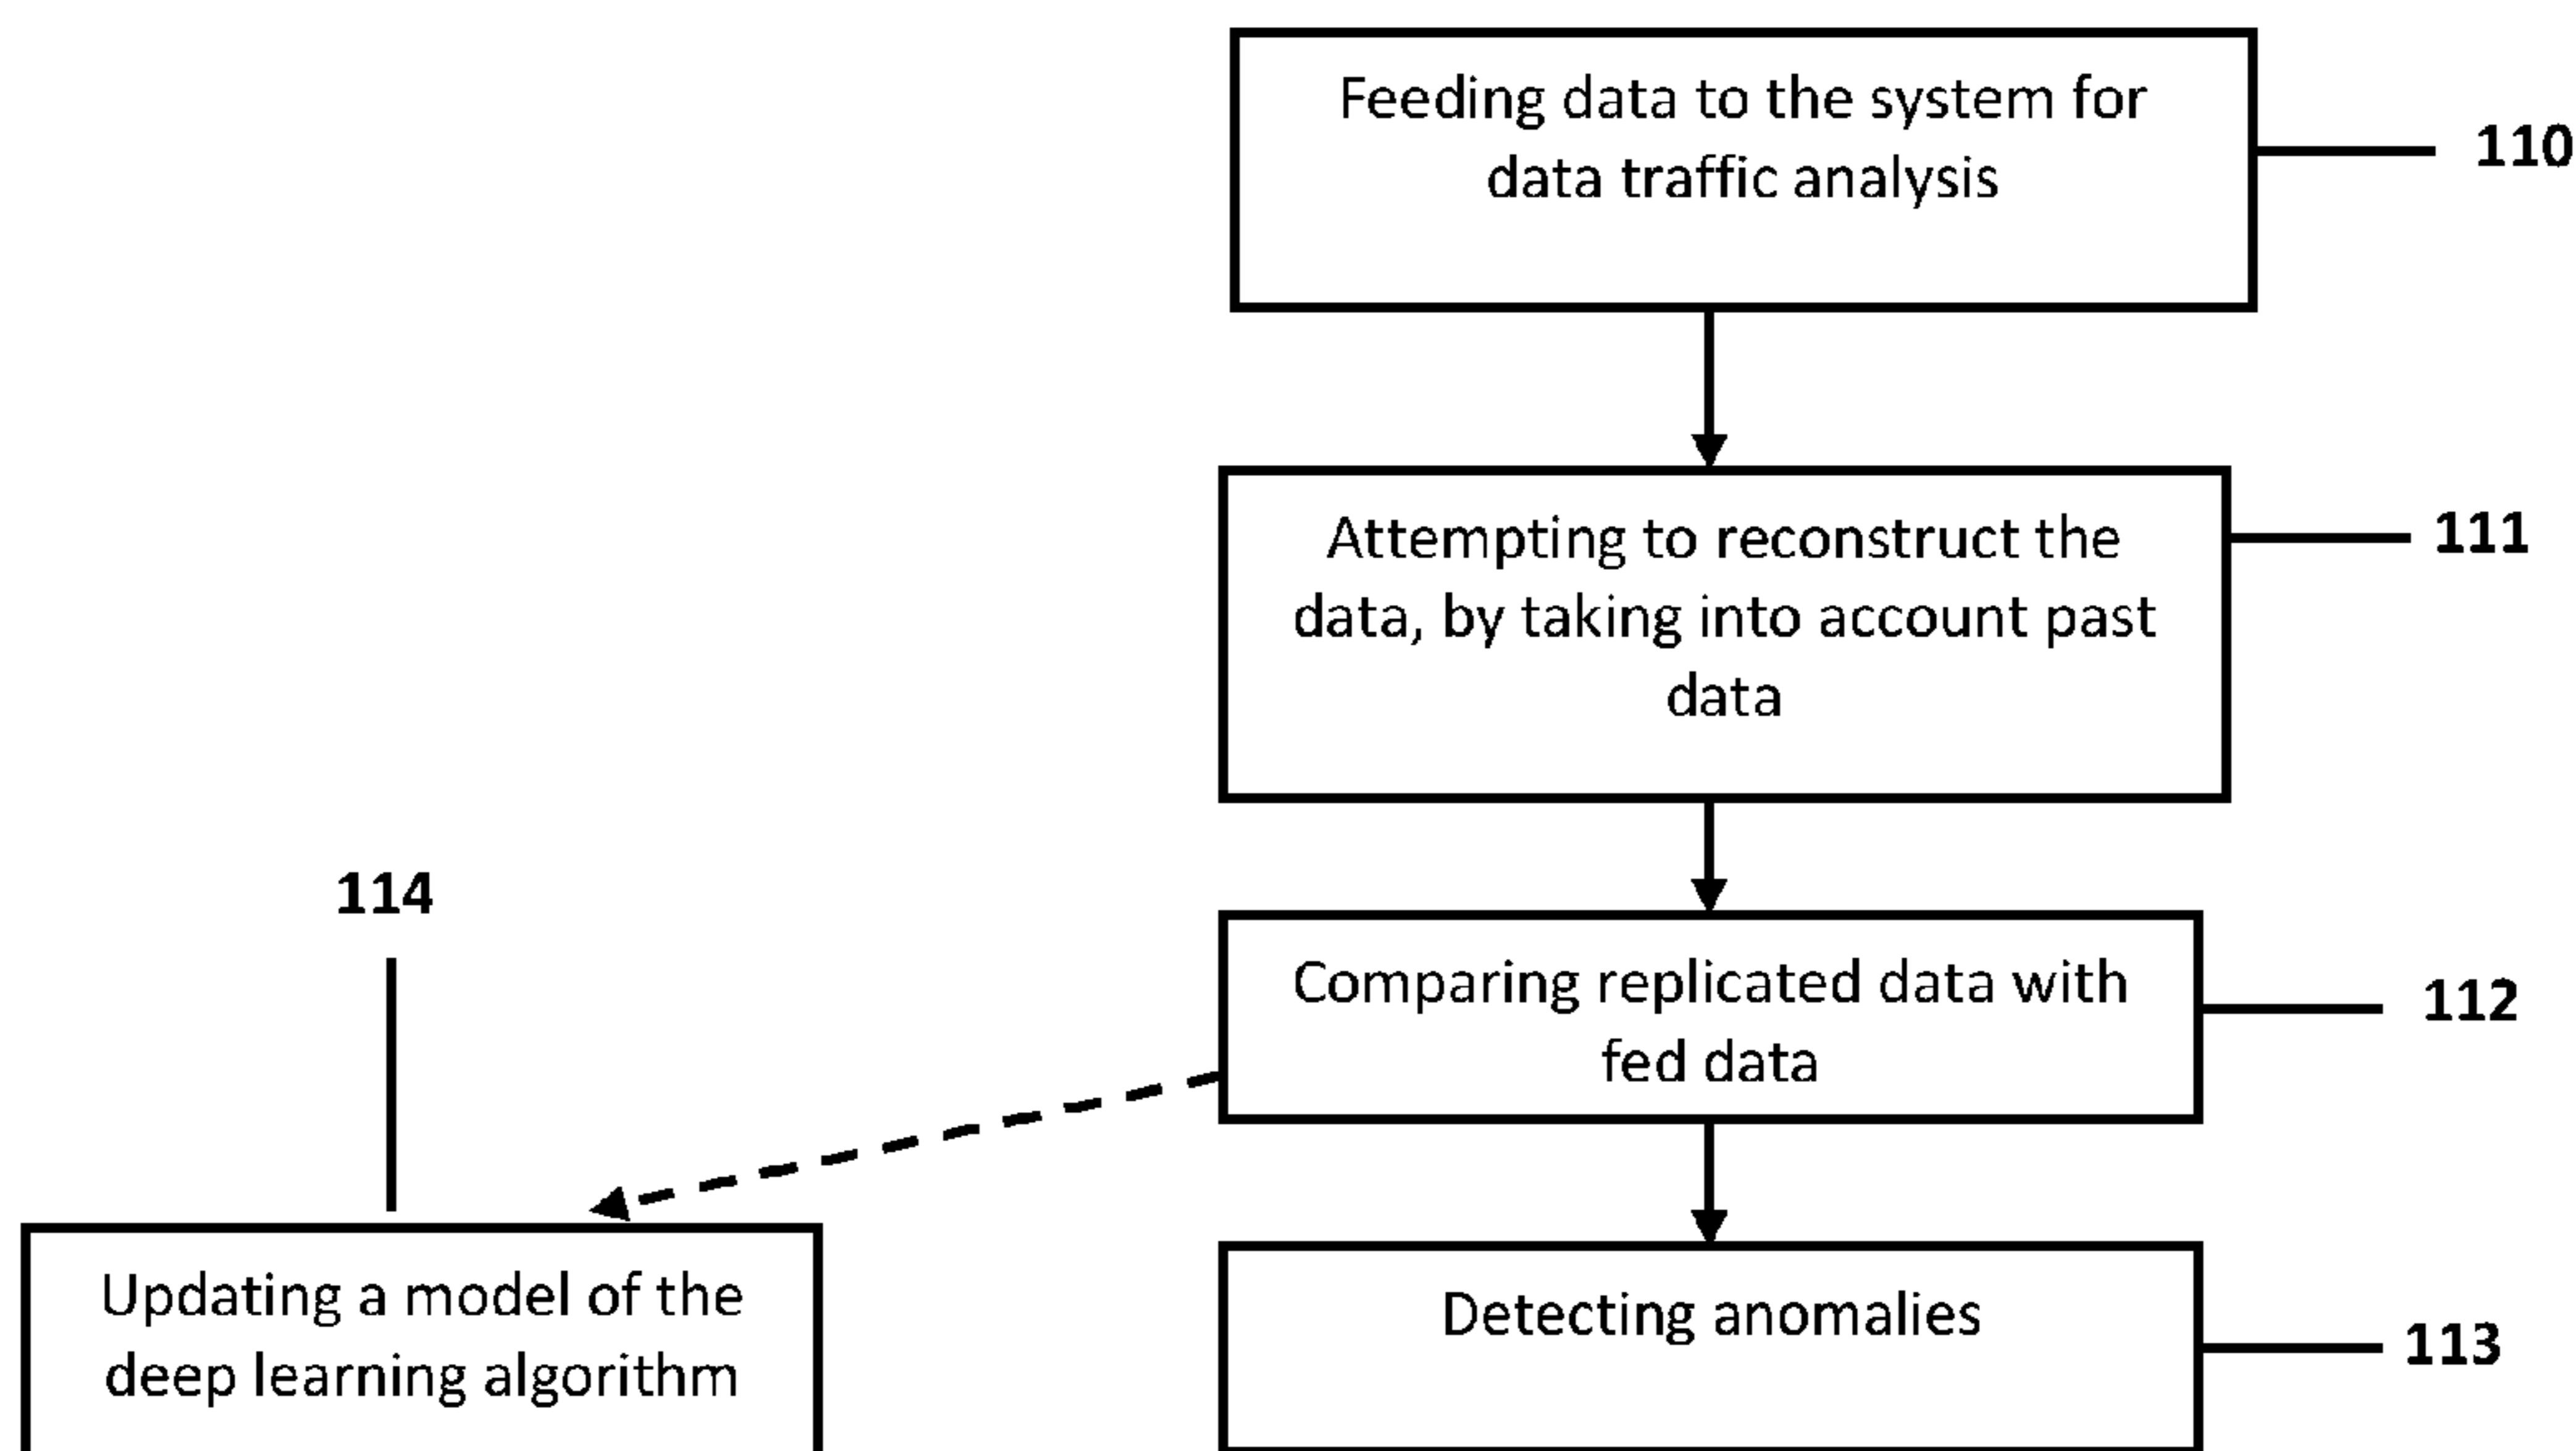 Feeding data to the system for
data traffic analysis
110
Attempting to reconstruct the
data, by taking into account past
data
111
114
Comparing replicated data with
fed data
112
Updating a model of the
deep learning algorithm
Detecting anomalies
113